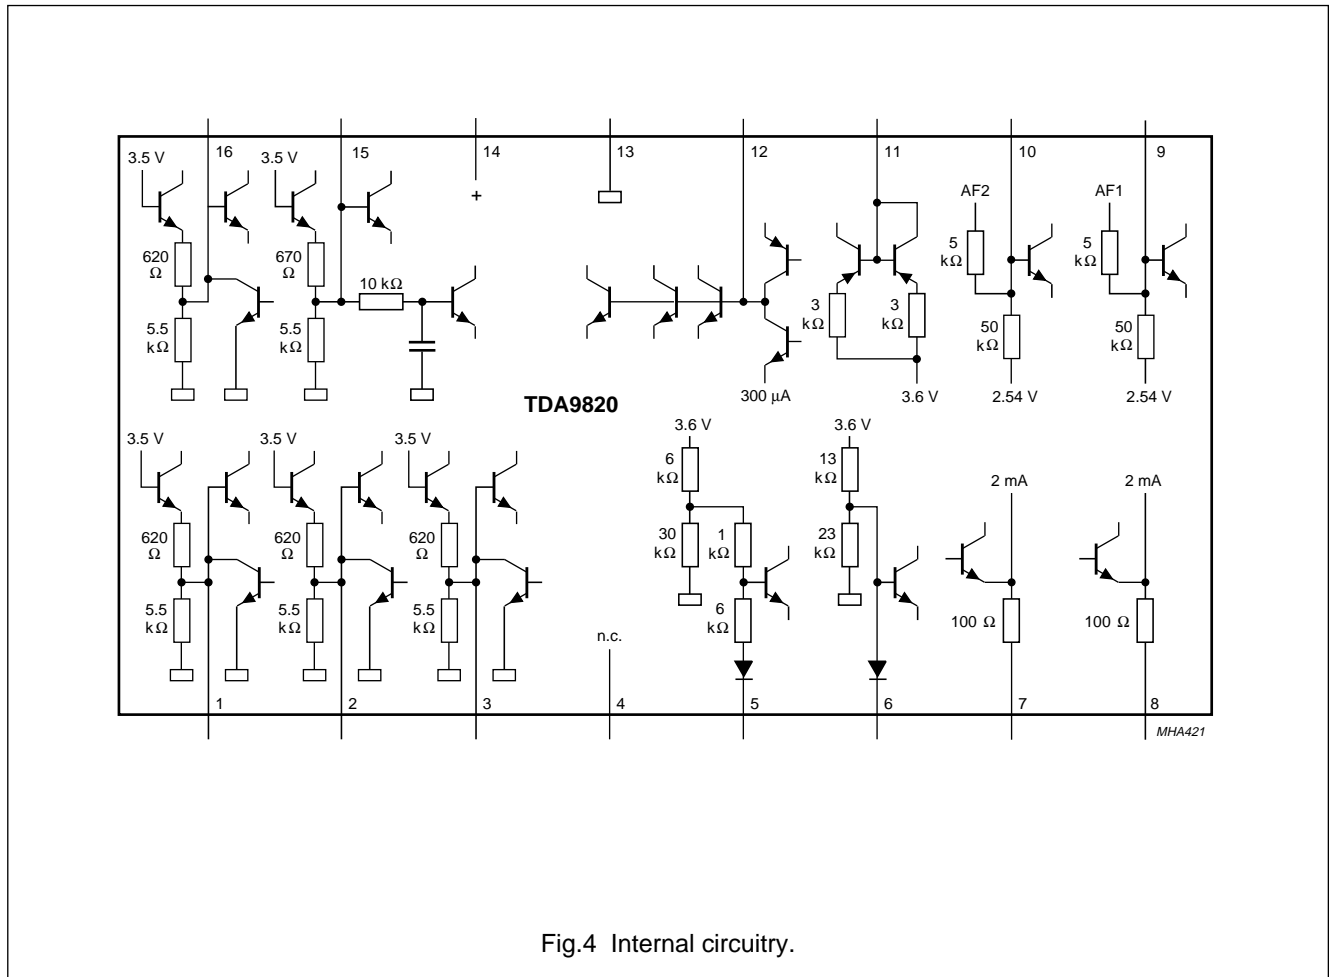 16 15 14 13 12 11 10 9
3.5 V 3.5 V
+
AF2 AF1
620 Ω 670 Ω 10 kΩ 5 kΩ 5 kΩ
5.5 kΩ 5.5 kΩ 3 kΩ 3 kΩ 50 kΩ 50 kΩ
300 μA 3.6 V 2.54 V 2.54 V
TDA9820
3.5 V 3.5 V 3.5 V 3.6 V 3.6 V
6 kΩ 13 kΩ 2 mA 2 mA
620 Ω 620 Ω 620 Ω 30 kΩ 1 kΩ 23 kΩ
5.5 kΩ 5.5 kΩ 5.5 kΩ 6 kΩ 100 Ω 100 Ω
n.c.
1 2 3 4 5 6 7 8
MHA421
Fig.4 Internal circuitry.